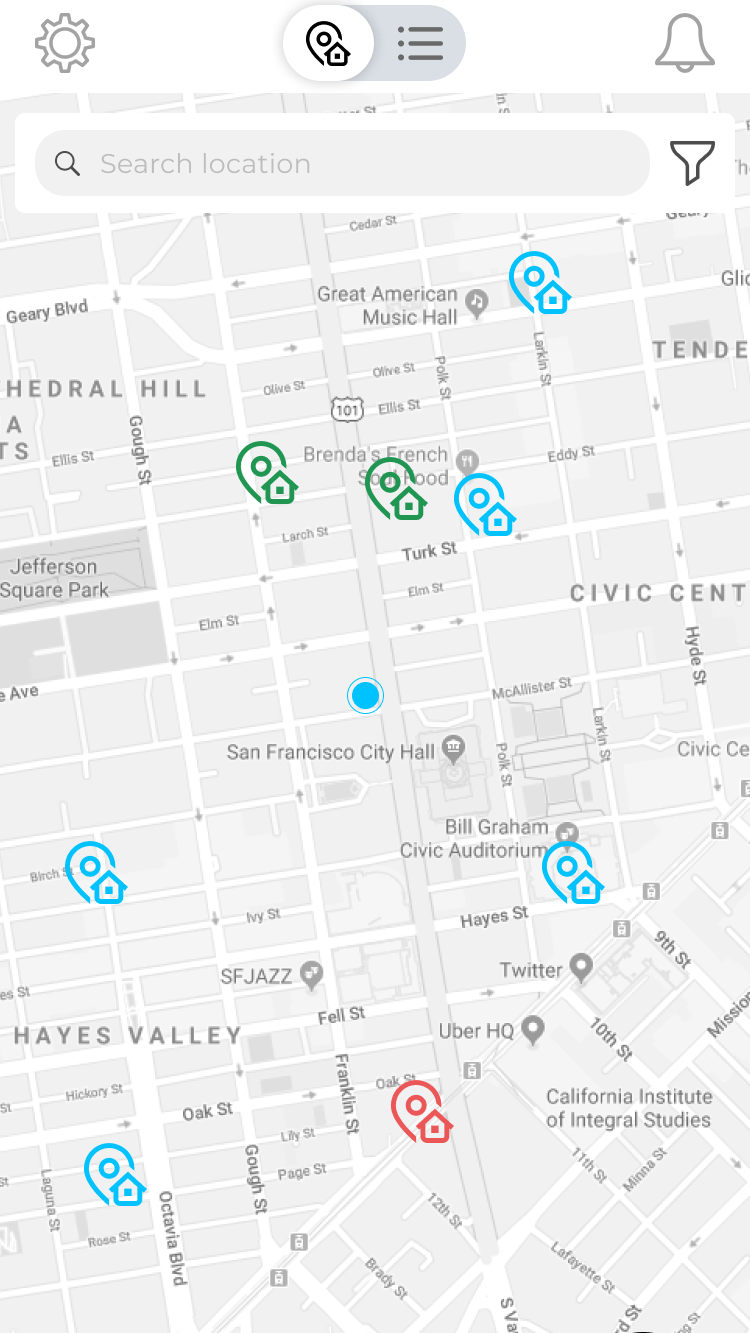 Search location
Cedar St
Geary Blvd
Great American
Music Hall
Larkin St
TENDE
HEDRAL HILL
A
TS
Olive St
Olive St
Polk St
101
Ellis St
Gough St
Ellis St
Brenda's French
Soul Food
Eddy St
Larch St
Turk St
Jefferson
Square Park
Elm St
CIVIC CENT
Elm St
Hyde St
e Ave
McAllister St
Larkin St
San Francisco City Hall
Polk St
Civic Ce
Bill Graham
Civic Auditorium
Birch St
Ivy St
Hayes St
9th St
SFJAZZ
Twitter
es St
Fell St
Mission
HAYES VALLEY
Uber HQ
10th St
Oak St
Hickory St
Franklin St
California Institute
of Integral Studies
St
Oak St
Lily St
Gough St
Page St
11th St
Minna St
Laguna St
Octavia Blvd
12th St
Rose St
Brady St
Lafayette St
S Va
rd St
ng St